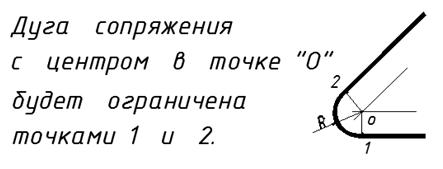 Дуга сопряжения
с центром в точке "О"
будет ограничена
точками 1 и 2.
2
R
o
1